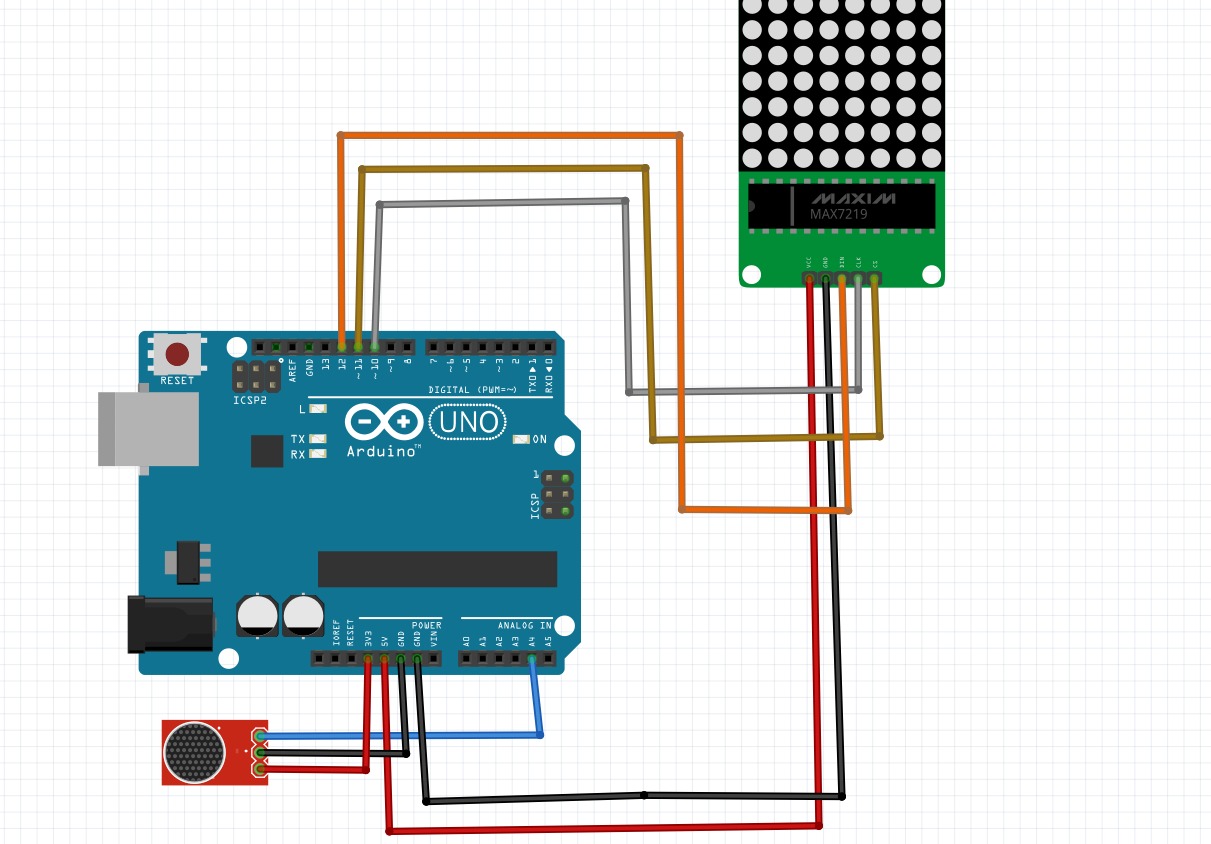 MAXIM
MAX7219
VCC
GND
DIN
CLK
CS
RESET
ICSP2
AREF
GND
13
12
~11
~10
~9
8
7
~6
~5
4
~3
2
TX0▶1
RX0◀0
DIGITAL (PWM=~)
L
TX
RX
UNO
ON
Arduino™
1
ICSP
POWER
ANALOG IN
IOREF
RESET
3V3
5V
GND
GND
VIN
A0
A1
A2
A3
A4
A5